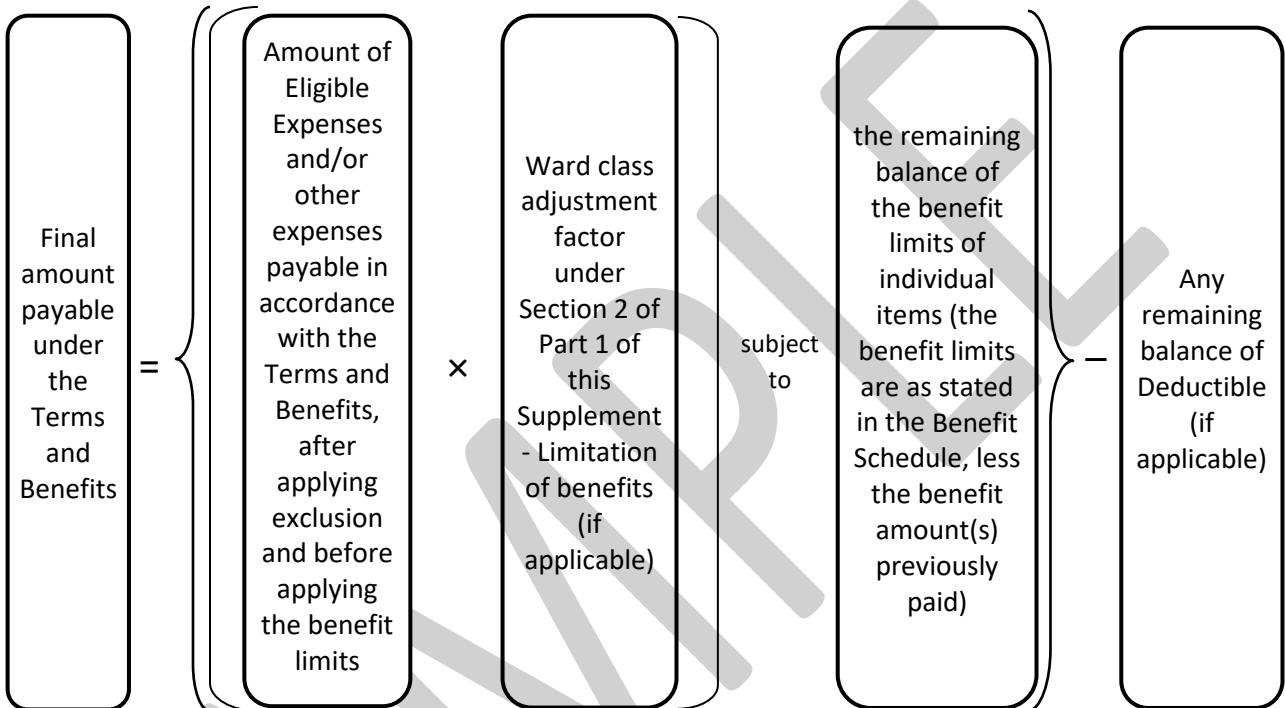 Final
amount
payable
under
the
Terms
and
Benefits
=
Amount of
Eligible
Expenses
and/or
other
expenses
payable in
accordance
with the
Terms and
Benefits,
after
applying
exclusion
and before
applying
the benefit
limits
×
Ward class
adjustment
factor
under
Section 2 of
Part 1 of
this
Supplement
- Limitation
of benefits
(if
applicable)
subject
to
the remaining
balance of
the benefit
limits of
individual
items (the
benefit limits
are as stated
in the Benefit
Schedule, less
the benefit
amount(s)
previously
paid)
–
Any
remaining
balance of
Deductible
(if
applicable)
MPLE